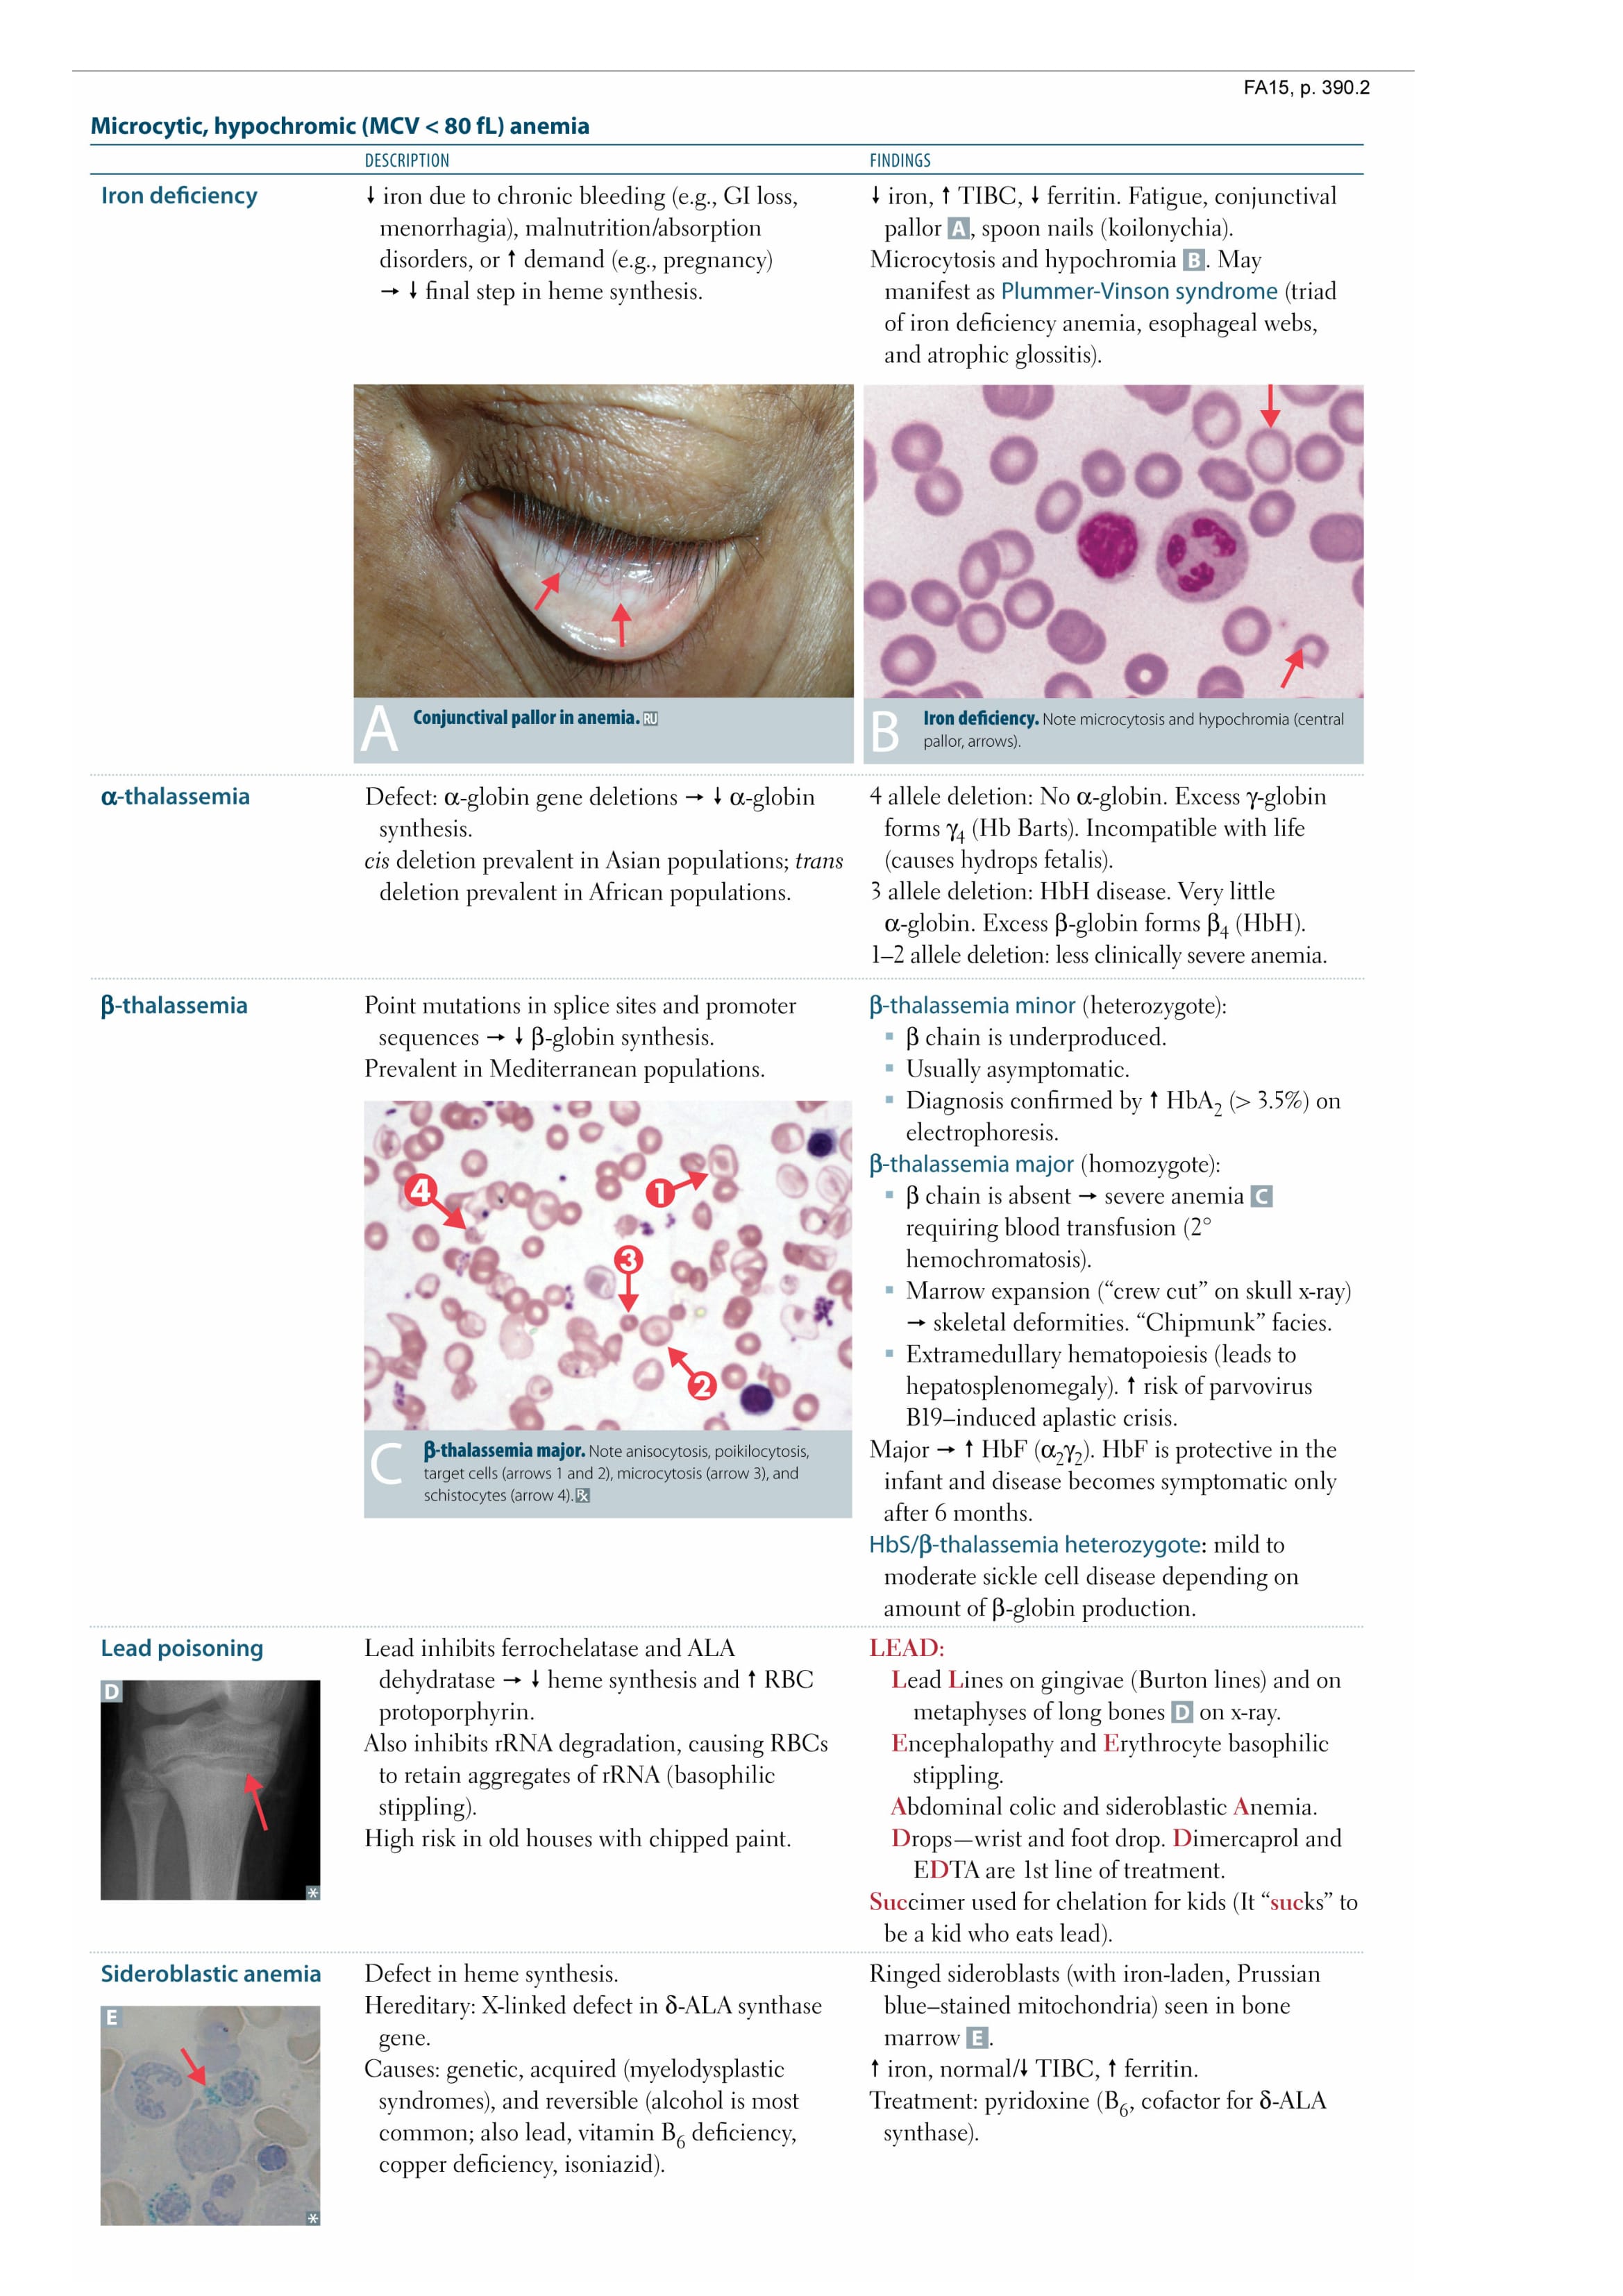 FA15, p. 390.2
Microcytic, hypochromic (MCV < 80 fL) anemia
DESCRIPTION
FINDINGS
Iron deficiency
↓ iron due to chronic bleeding (e.g., GI loss,
menorrhagia), malnutrition/absorption
disorders, or ↑ demand (e.g., pregnancy)
→ ↓ final step in heme synthesis.
↓ iron, ↑ TIBC, ↓ ferritin. Fatigue, conjunctival
pallor A, spoon nails (koilonychia).
Microcytosis and hypochromia B. May
manifest as Plummer-Vinson syndrome (triad
of iron deficiency anemia, esophageal webs,
and atrophic glossitis).
A Conjunctival pallor in anemia. RU
B Iron deficiency. Note microcytosis and hypochromia (central
pallor, arrows).
α-thalassemia
Defect: α-globin gene deletions → ↓ α-globin
synthesis.
cis deletion prevalent in Asian populations; trans
deletion prevalent in African populations.
4 allele deletion: No α-globin. Excess γ-globin
forms γ4 (Hb Barts). Incompatible with life
(causes hydrops fetalis).
3 allele deletion: HbH disease. Very little
α-globin. Excess β-globin forms β4 (HbH).
1–2 allele deletion: less clinically severe anemia.
β-thalassemia
Point mutations in splice sites and promoter
sequences → ↓ β-globin synthesis.
Prevalent in Mediterranean populations.
4
1
3
2
C β-thalassemia major. Note anisocytosis, poikilocytosis,
target cells (arrows 1 and 2), microcytosis (arrow 3), and
schistocytes (arrow 4). Rx
β-thalassemia minor (heterozygote):
▪ β chain is underproduced.
▪ Usually asymptomatic.
▪ Diagnosis confirmed by ↑ HbA2 (> 3.5%) on
electrophoresis.
β-thalassemia major (homozygote):
▪ β chain is absent → severe anemia C
requiring blood transfusion (2°
hemochromatosis).
▪ Marrow expansion (“crew cut” on skull x-ray)
→ skeletal deformities. “Chipmunk” facies.
▪ Extramedullary hematopoiesis (leads to
hepatosplenomegaly). ↑ risk of parvovirus
B19–induced aplastic crisis.
Major → ↑ HbF (α2γ2). HbF is protective in the
infant and disease becomes symptomatic only
after 6 months.
HbS/β-thalassemia heterozygote: mild to
moderate sickle cell disease depending on
amount of β-globin production.
Lead poisoning
D
Lead inhibits ferrochelatase and ALA
dehydratase → ↓ heme synthesis and ↑ RBC
protoporphyrin.
Also inhibits rRNA degradation, causing RBCs
to retain aggregates of rRNA (basophilic
stippling).
High risk in old houses with chipped paint.
LEAD:
Lead Lines on gingivae (Burton lines) and on
metaphyses of long bones D on x-ray.
Encephalopathy and Erythrocyte basophilic
stippling.
Abdominal colic and sideroblastic Anemia.
Drops—wrist and foot drop. Dimercaprol and
EDTA are 1st line of treatment.
Succimer used for chelation for kids (It “sucks” to
be a kid who eats lead).
Sideroblastic anemia
E
Defect in heme synthesis.
Hereditary: X-linked defect in δ-ALA synthase
gene.
Causes: genetic, acquired (myelodysplastic
syndromes), and reversible (alcohol is most
common; also lead, vitamin B6 deficiency,
copper deficiency, isoniazid).
Ringed sideroblasts (with iron-laden, Prussian
blue–stained mitochondria) seen in bone
marrow E.
↑ iron, normal/↓ TIBC, ↑ ferritin.
Treatment: pyridoxine (B6, cofactor for δ-ALA
synthase).